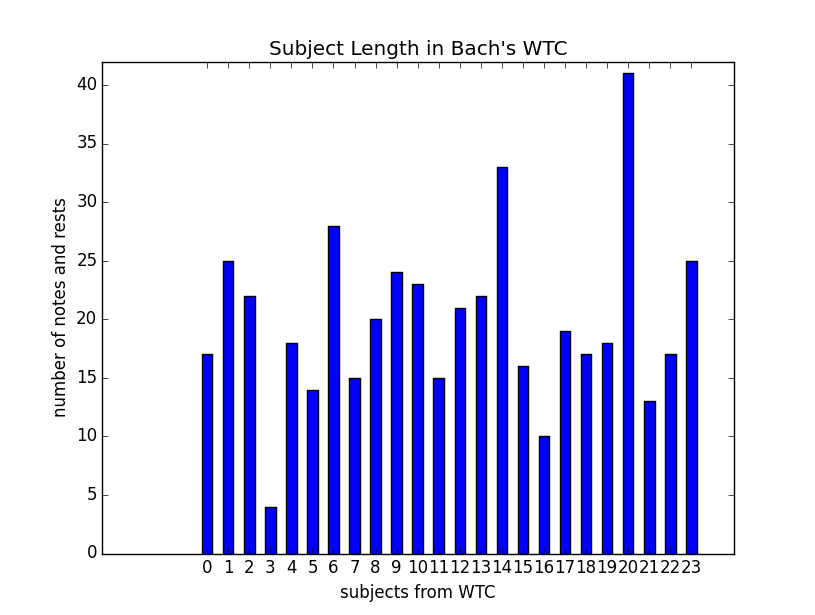 Subject Length in Bach's WTC
40
35
30
25
20
15
10
5
0
number of notes and rests
0 1 2 3 4 5 6 7 8 9 10 11 12 13 14 15 16 17 18 19 20 21 22 23
subjects from WTC